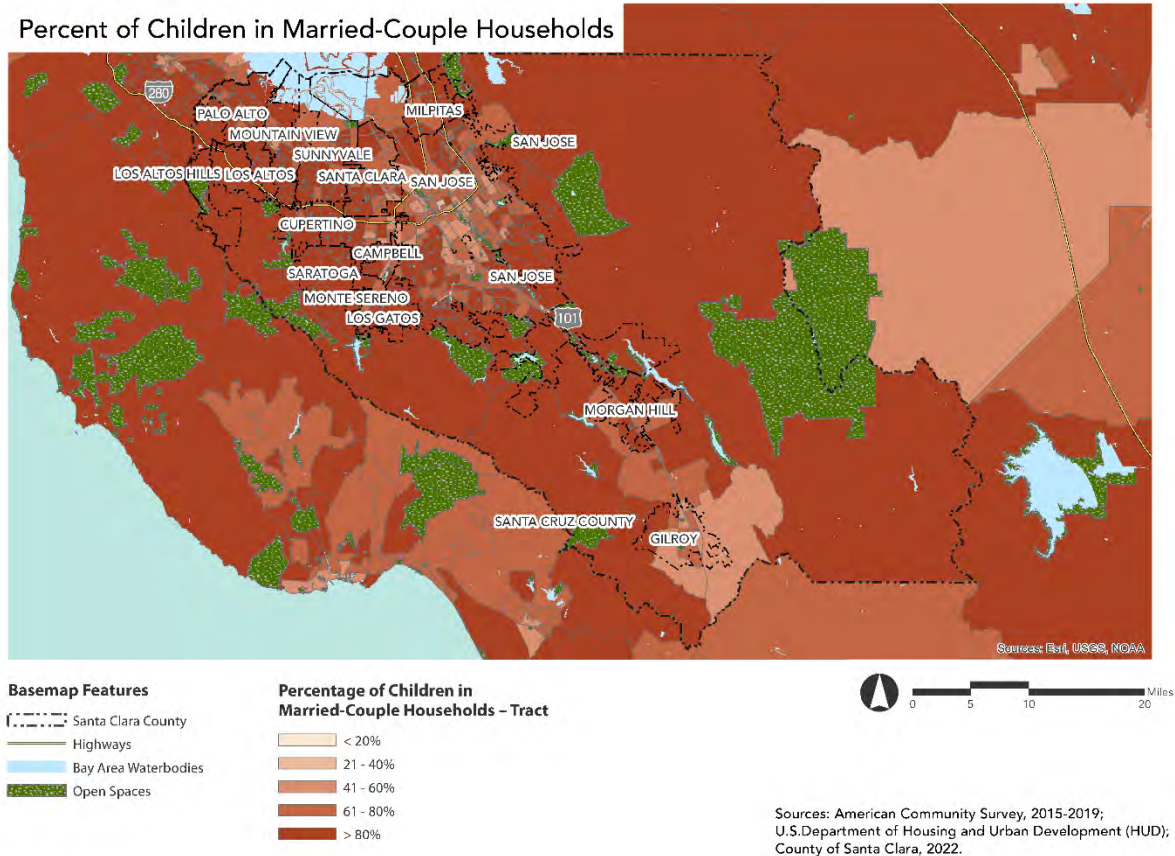 Percent of Children in Married-Couple Households
280
PALO ALTO
MILPITAS
MOUNTAIN VIEW
SAN JOSE
SUNNYVALE
LOS ALTOS HILLS
LOS ALTOS
SANTA CLARA
SAN JOSE
CUPERTINO
CAMPBELL
SARATOGA
SAN JOSE
MONTE SERENO
LOS GATOS
101
MORGAN HILL
SANTA CRUZ COUNTY
GILROY
Sources: Esri, USGS, NOAA
Basemap Features
Santa Clara County
Highways
Bay Area Waterbodies
Open Spaces
Percentage of Children in
Married-Couple Households – Tract
< 20%
21 - 40%
41 - 60%
61 - 80%
> 80%
Miles
0 5 10 20
Sources: American Community Survey, 2015-2019;
U.S.Department of Housing and Urban Development (HUD);
County of Santa Clara, 2022.